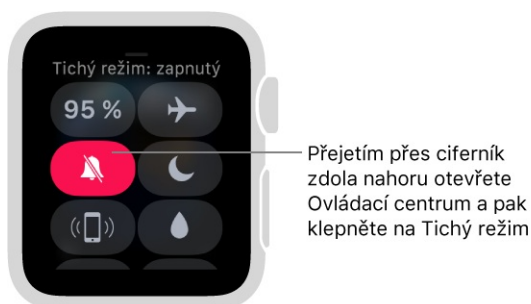 Tichý režim: zapnutý
95 %
Přejetím přes ciferník
zdola nahoru otevřete
Ovládací centrum a pak
klepněte na Tichý režim